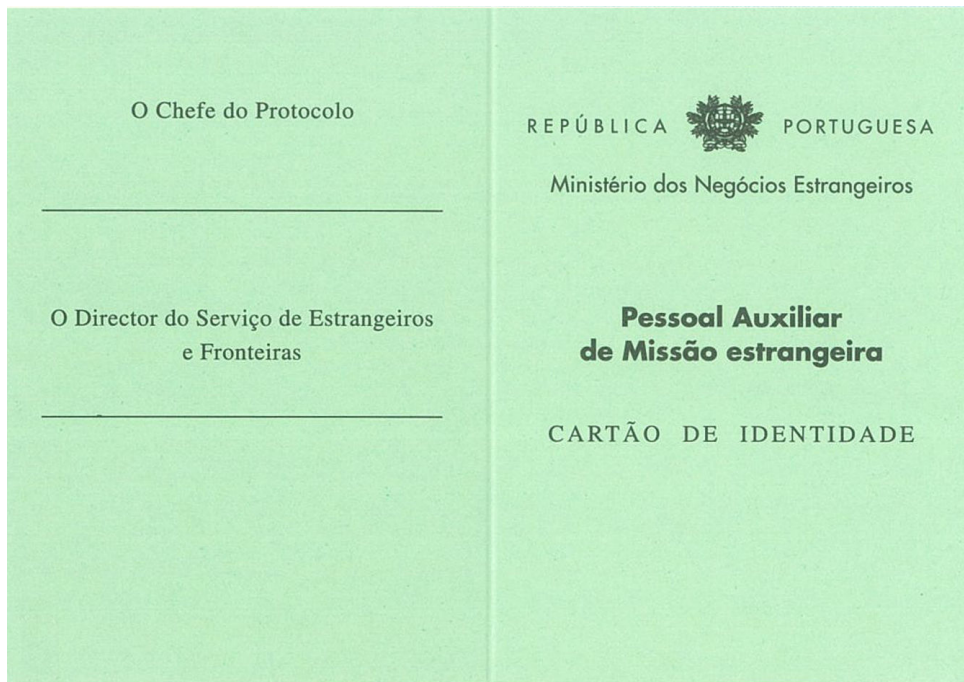 O Chefe do Protocolo
O Director do Serviço de Estrangeiros
e Fronteiras
REPÚBLICA PORTUGUESA
Ministério dos Negócios Estrangeiros
Pessoal Auxiliar
de Missão estrangeira
CARTÃO DE IDENTIDADE